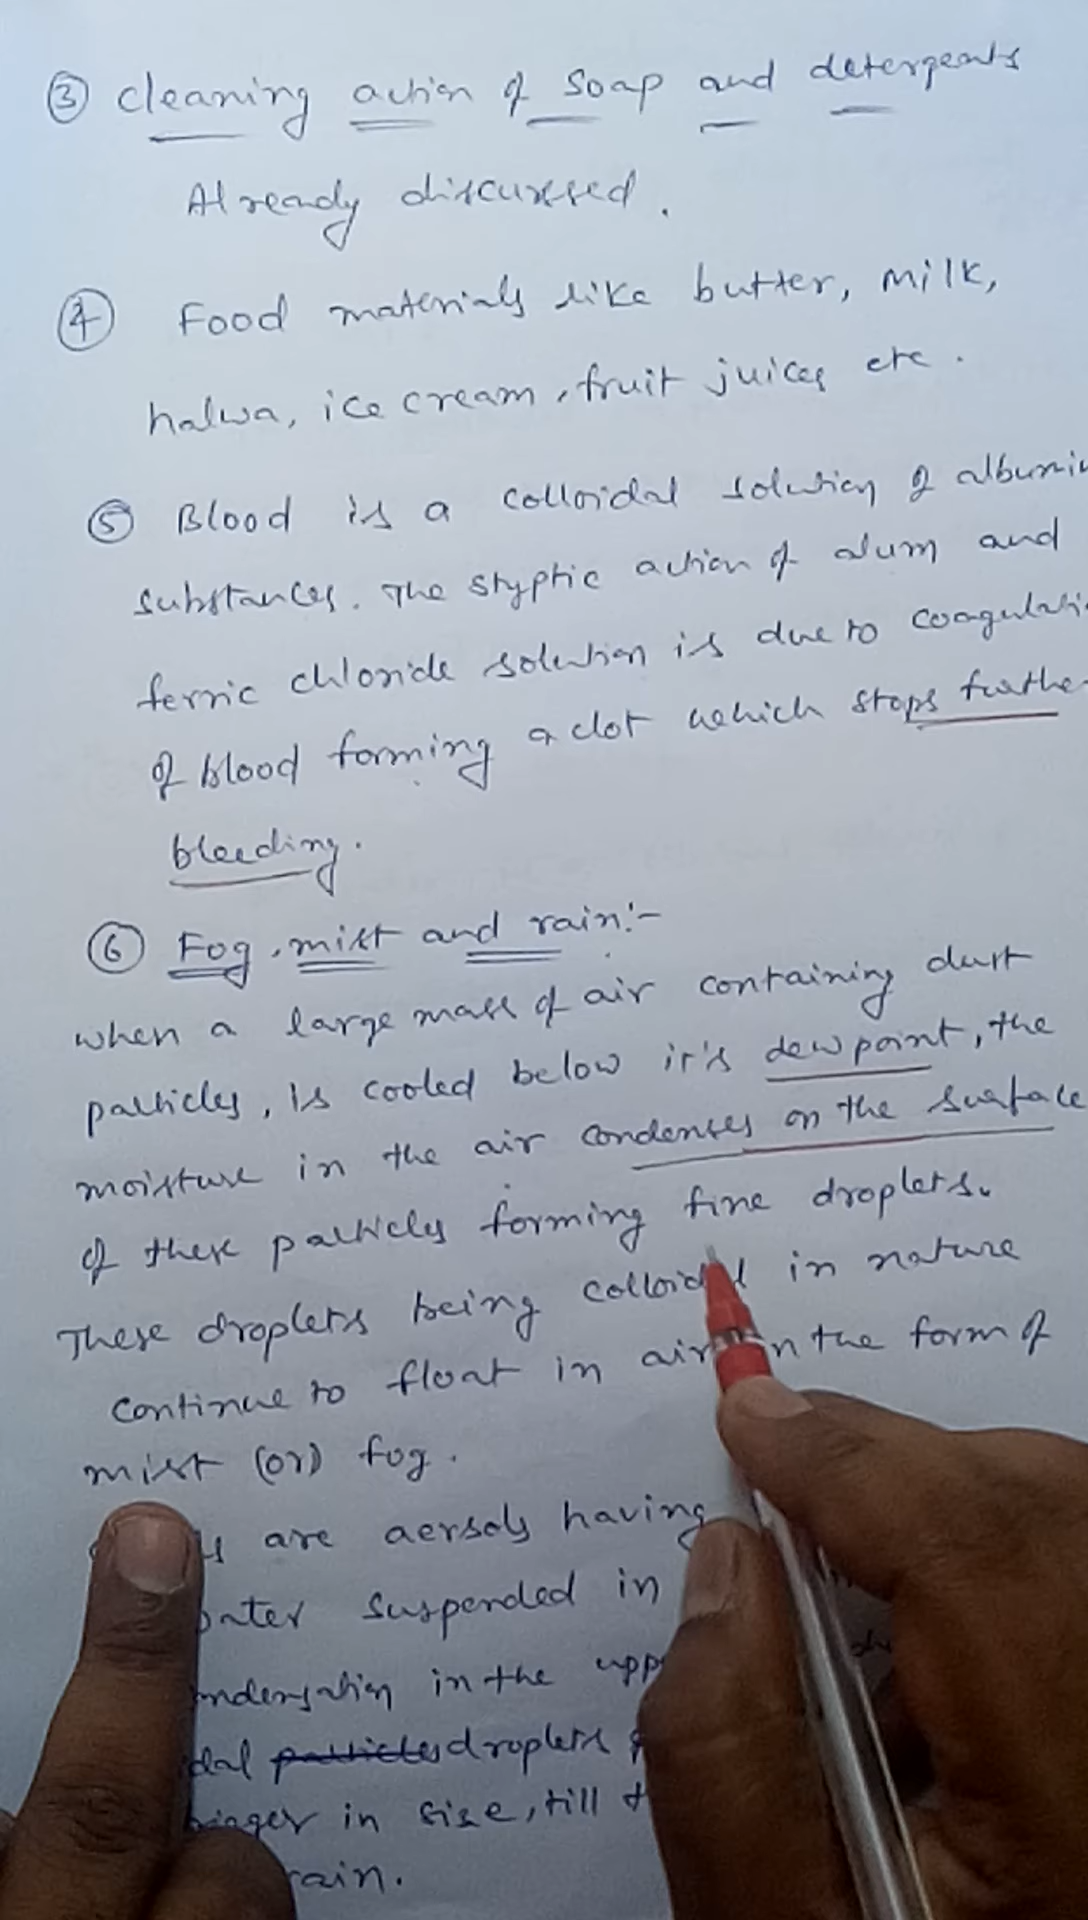 ③ cleaning action of soap and detergents
Already discussed.
④ Food materials like butter, milk,
halwa, ice cream, fruit juices etc.
⑤ Blood is a colloidal solution of albumi
substances. The styptic action of alum and
ferric chloride solution is due to coagulati
of blood forming a clot which stops furthe
bleeding.
⑥ Fog, mist and rain:-
when a large mass of air containing dust
particles, is cooled below it's dew point, the
moisture in the air condenses on the surface
of these particles forming fine droplets.
These droplets being colloidal in nature
continue to float in air in the form of
mist (or) fog.
are aersols having
suspended in
in the upp
droplets
in size, till
rain.